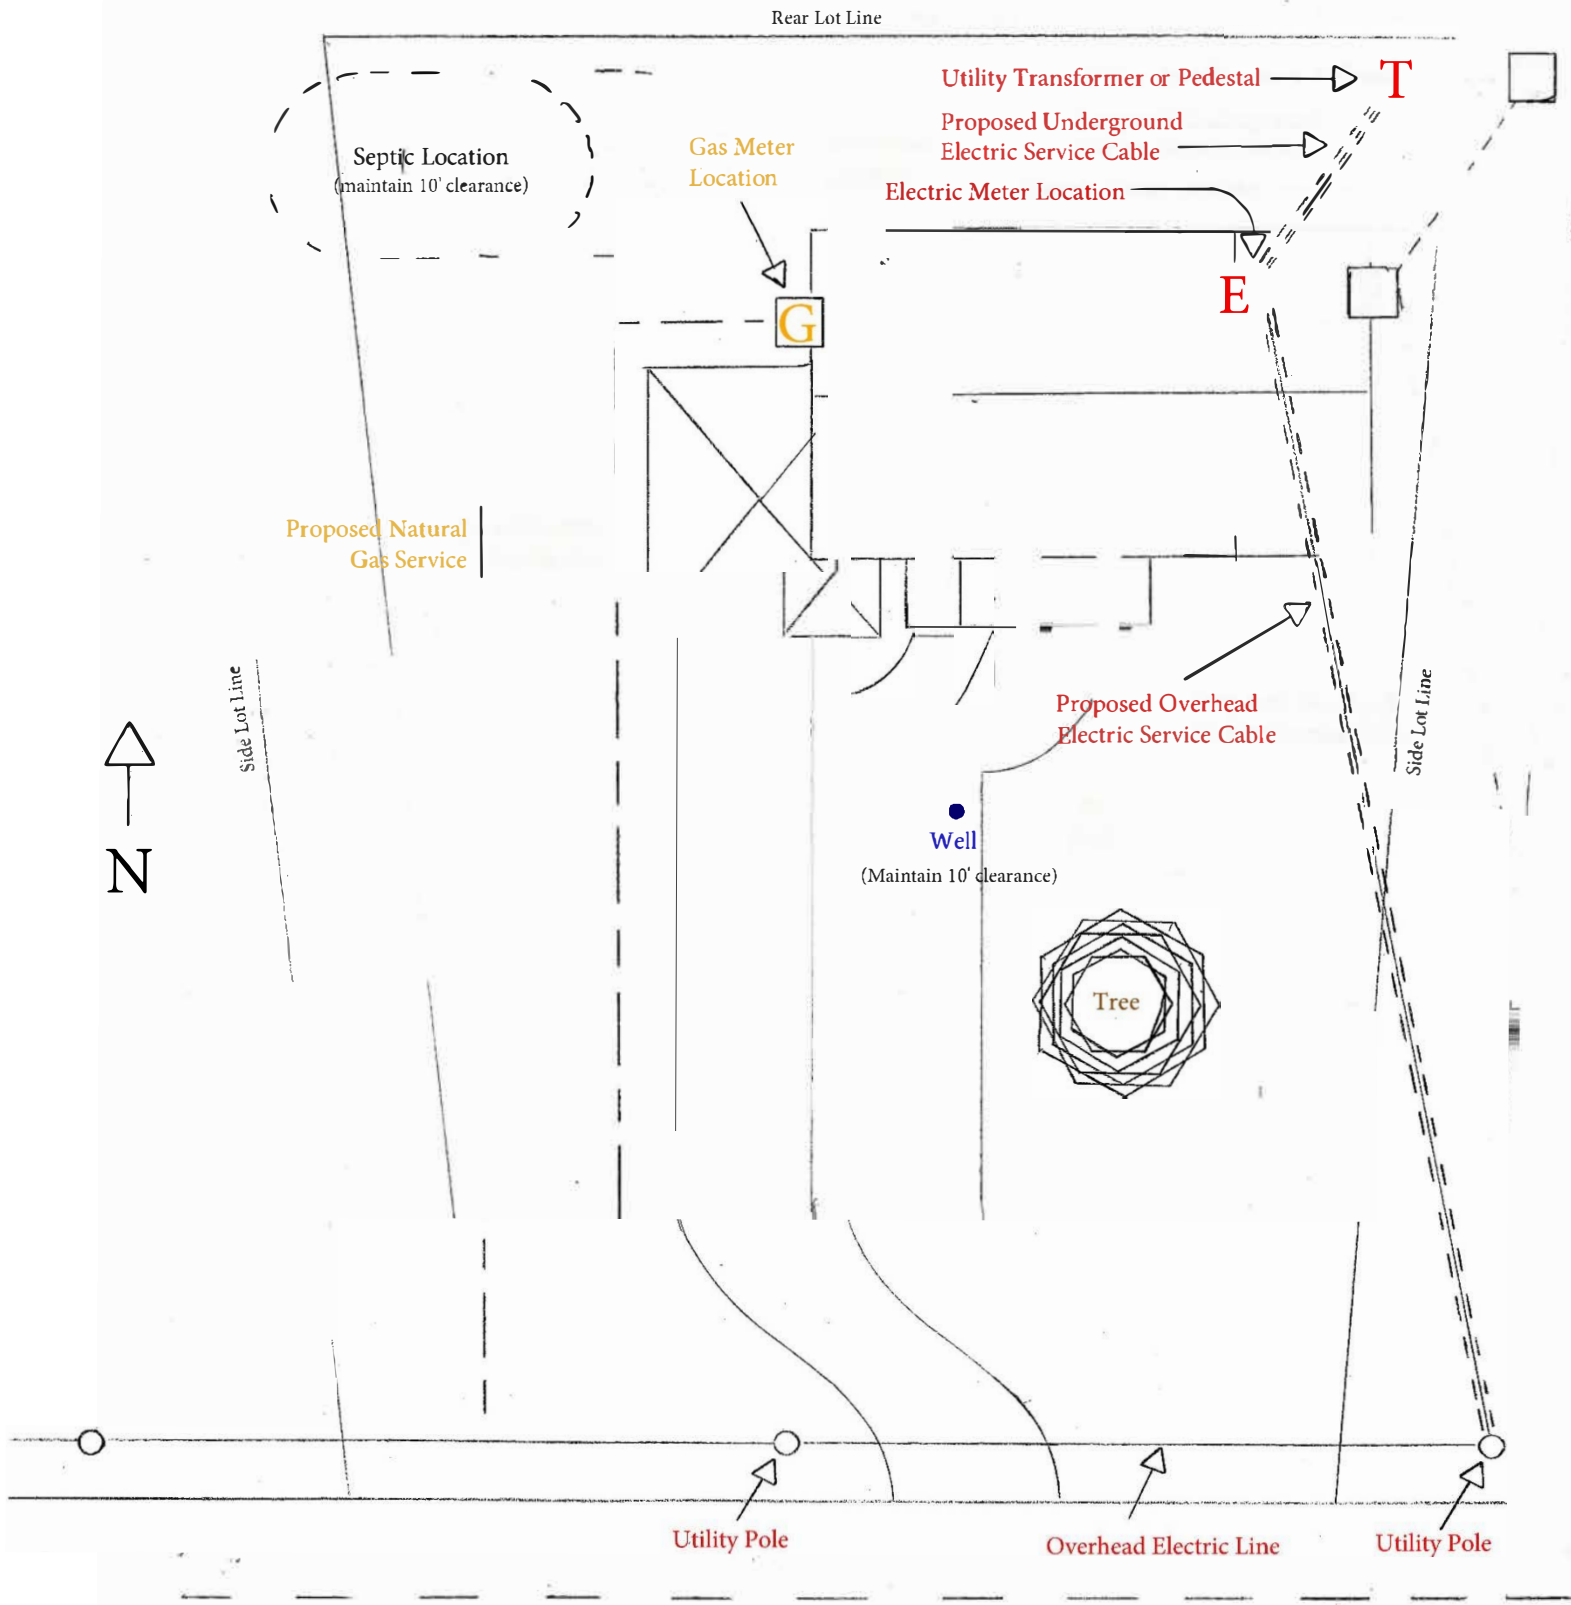 Rear Lot Line
Utility Transformer or Pedestal
T
Proposed Underground
Electric Service Cable
Septic Location
(maintain 10' clearance)
Gas Meter
Location
Electric Meter Location
E
G
Proposed Natural
Gas Service
Side Lot Line
Proposed Overhead
Electric Service Cable
Side Lot Line
N
Well
(Maintain 10' clearance)
Tree
Utility Pole
Overhead Electric Line
Utility Pole